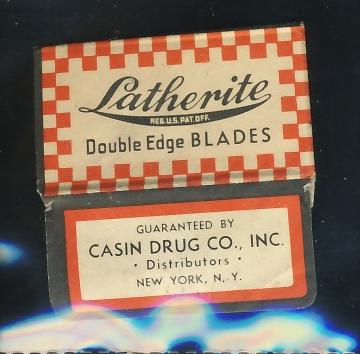 Latherite
REG.U.S.PAT.OFF.
Double Edge BLADES
GUARANTEED BY
CASIN DRUG CO., INC.
• Distributors •
NEW YORK, N.Y.